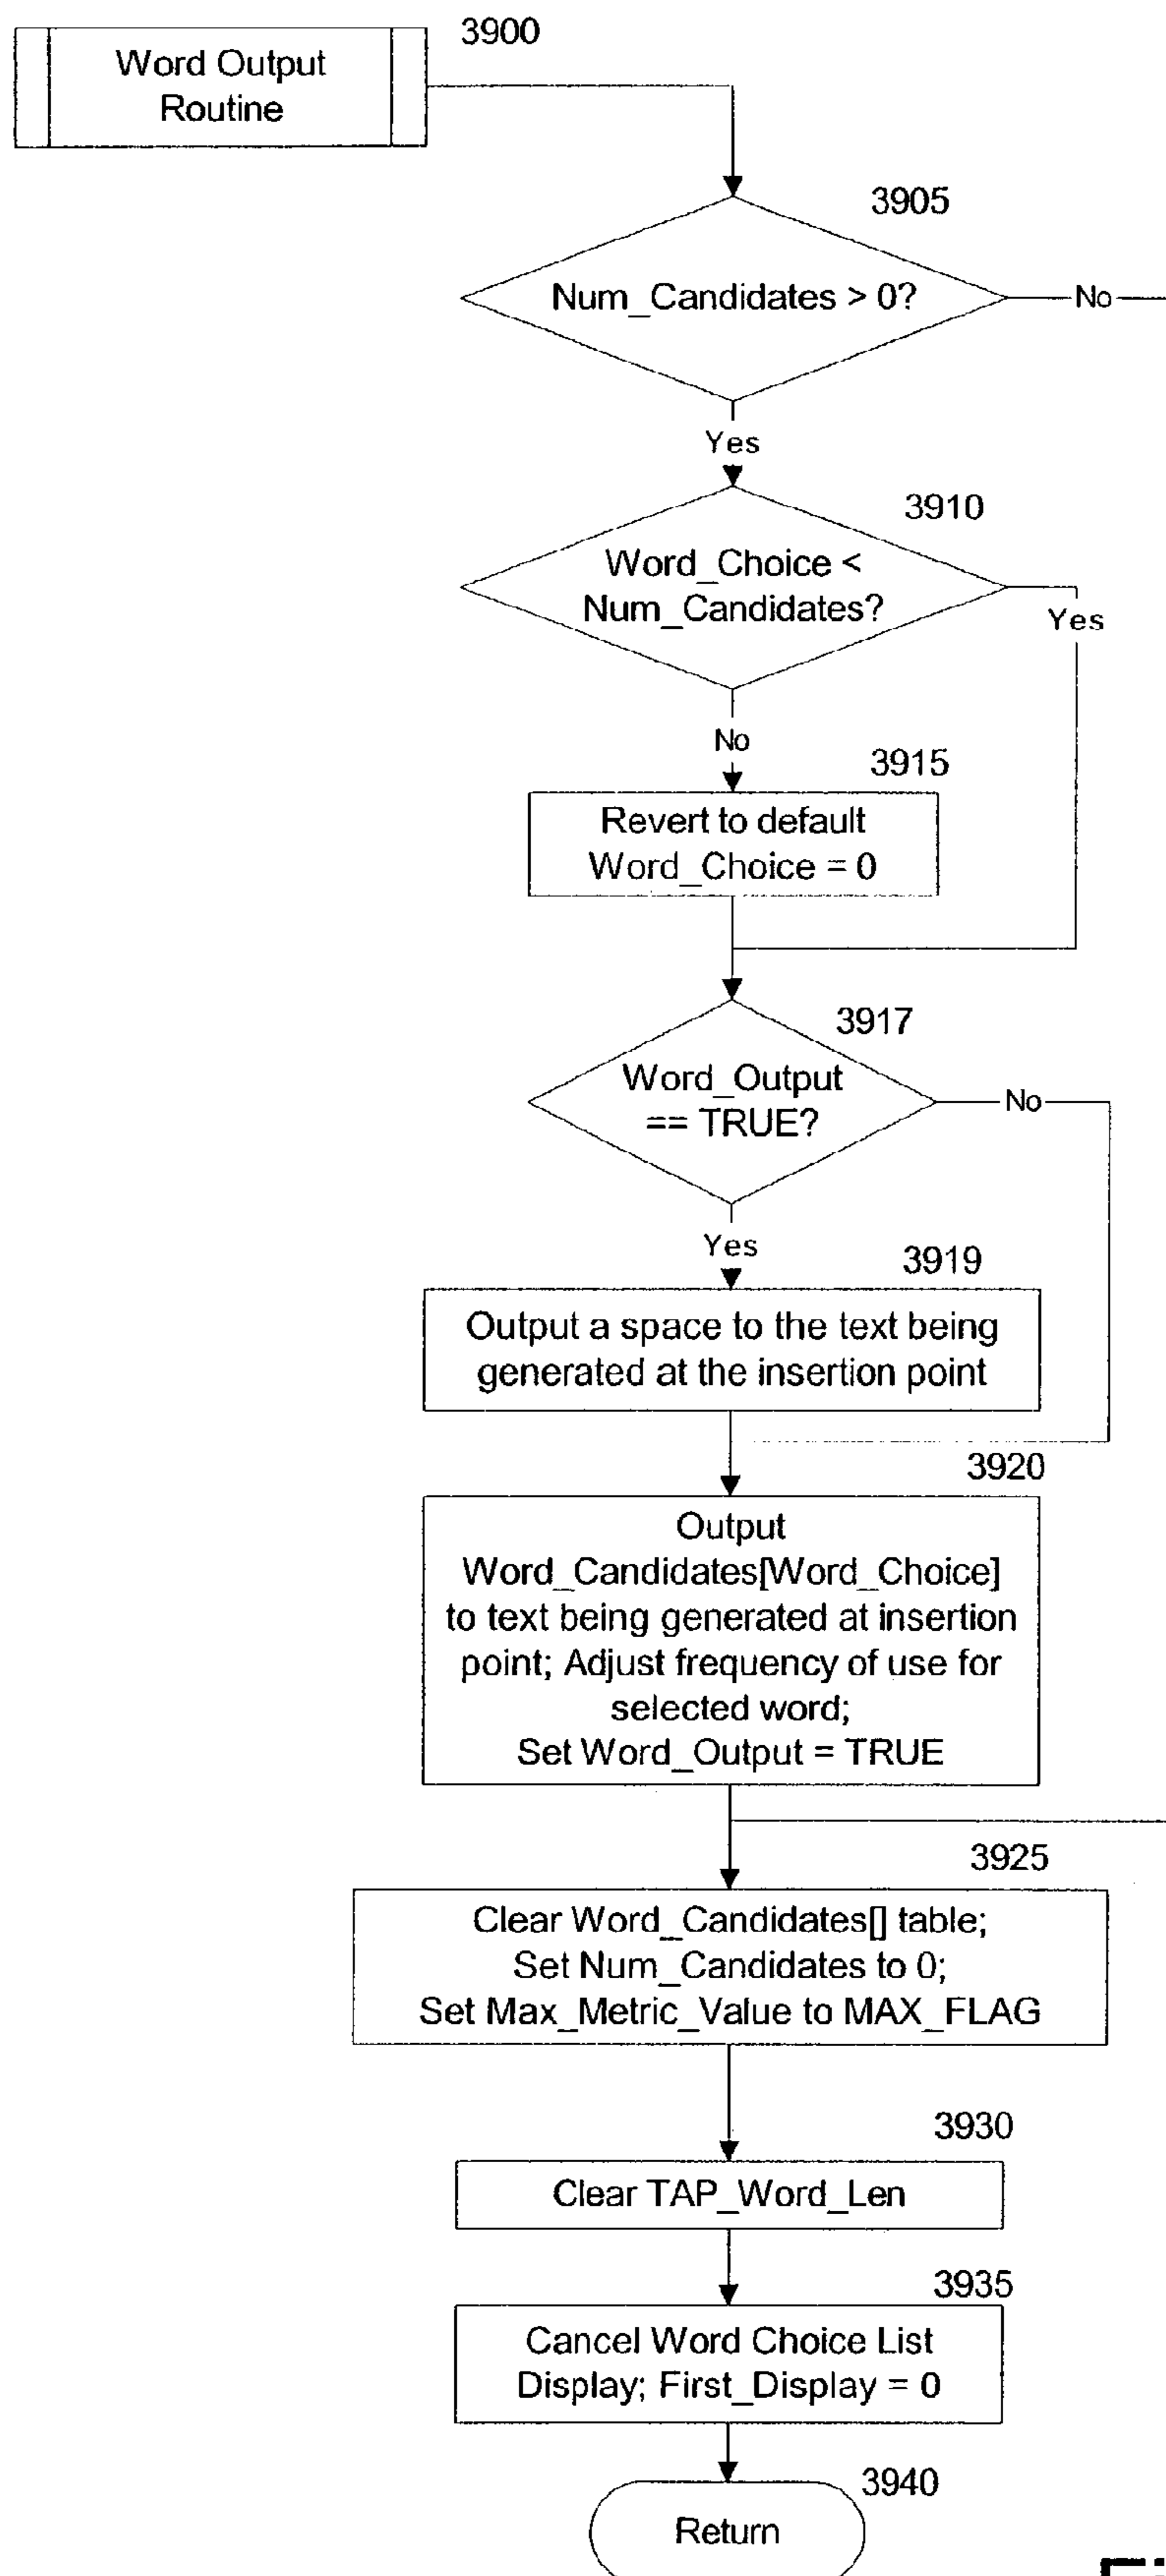 3900
Word Output
Routine
3905
Num_Candidates > 0?
No
Yes
3910
Word_Choice <
Num_Candidates?
Yes
No
3915
Revert to default
Word_Choice = 0
3917
Word_Output
== TRUE?
No
Yes
3919
Output a space to the text being
generated at the insertion point
3920
Output
Word_Candidates[Word_Choice]
to text being generated at insertion
point; Adjust frequency of use for
selected word;
Set Word_Output = TRUE
3925
Clear Word_Candidates[] table;
Set Num_Candidates to 0;
Set Max_Metric_Value to MAX_FLAG
3930
Clear TAP_Word_Len
3935
Cancel Word Choice List
Display; First_Display = 0
3940
Return